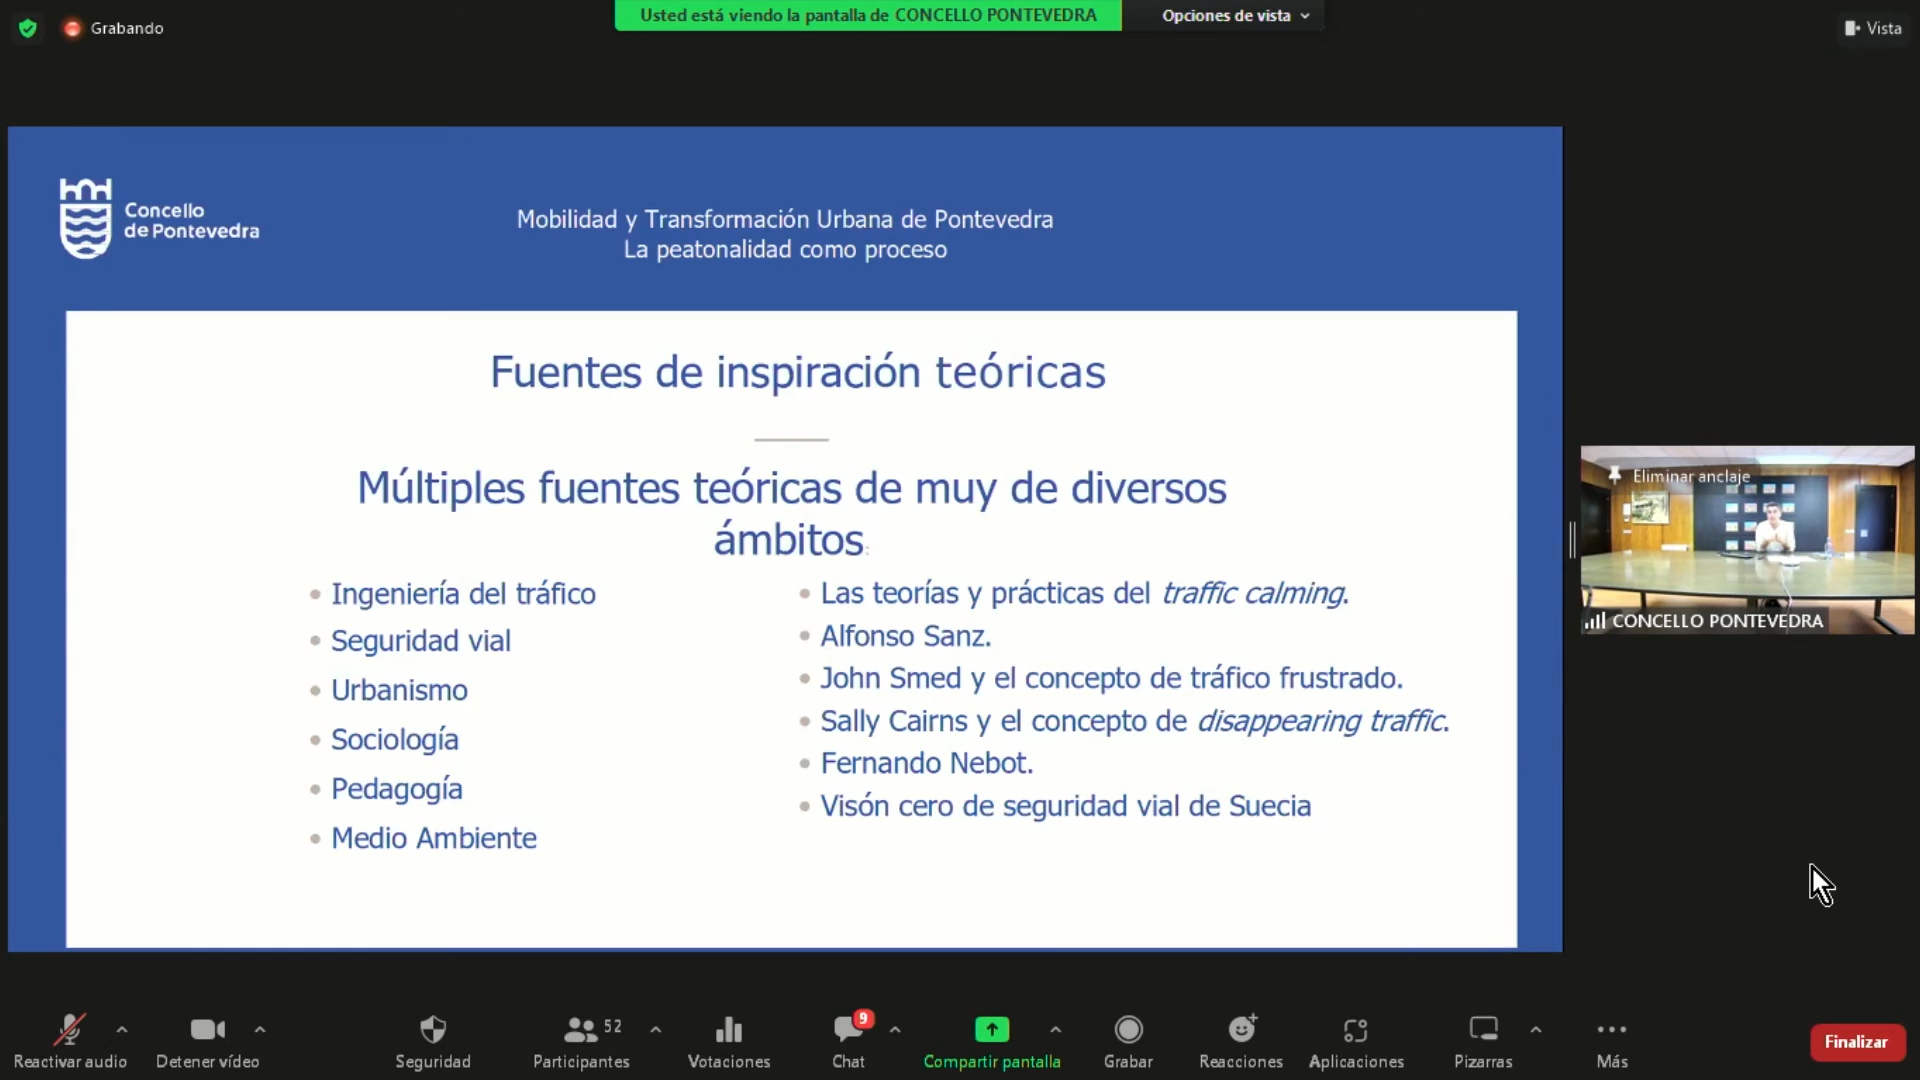 Usted está viendo la pantalla de CONCELLO PONTEVEDRA
Opciones de vista
Grabando
Vista
Concello
de Pontevedra
Mobilidad y Transformación Urbana de Pontevedra
La peatonalidad como proceso
Fuentes de inspiración teóricas
Múltiples fuentes teóricas de muy de diversos
ámbitos:
• Ingeniería del tráfico
• Seguridad vial
• Urbanismo
• Sociología
• Pedagogía
• Medio Ambiente
• Las teorías y prácticas del traffic calming.
• Alfonso Sanz.
• John Smed y el concepto de tráfico frustrado.
• Sally Cairns y el concepto de disappearing traffic.
• Fernando Nebot.
• Visón cero de seguridad vial de Suecia
Eliminar anclaje
CONCELLO PONTEVEDRA
Reactivar audio
Detener vídeo
Seguridad
52
Participantes
Votaciones
9
Chat
Compartir pantalla
Grabar
Reacciones
Aplicaciones
Pizarras
Más
Finalizar